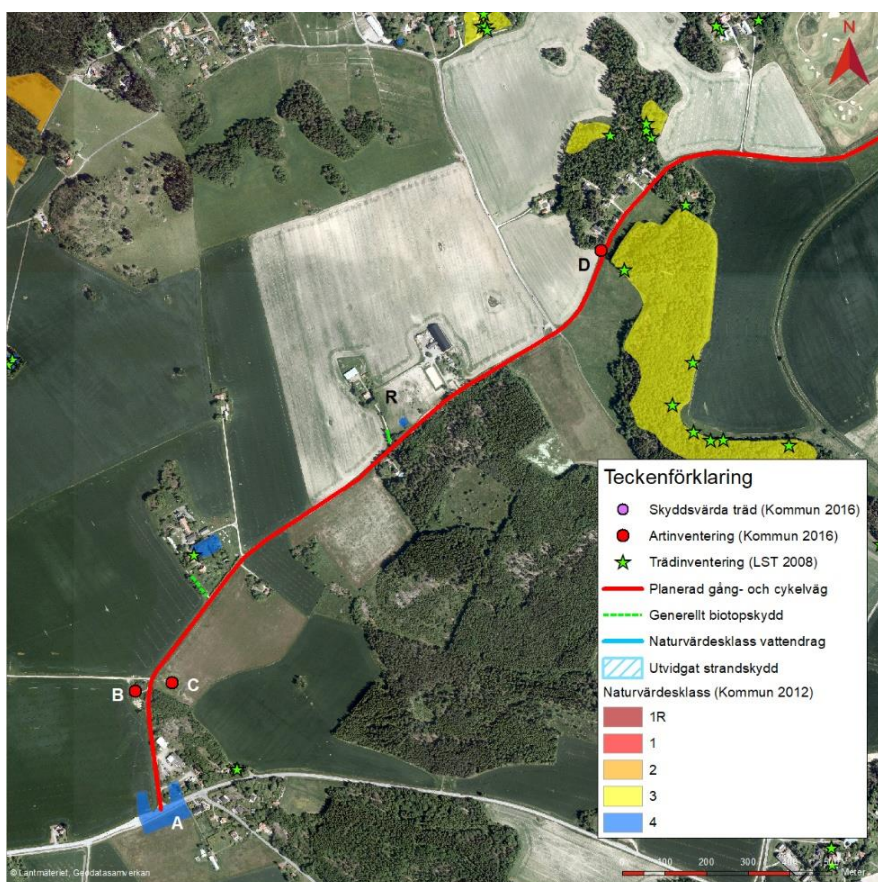 N
D
R
B
C
A
Teckenförklaring
Skyddsvärda träd (Kommun 2016)
Artinventering (Kommun 2016)
Trädinventering (LST 2008)
Planerad gång- och cykelväg
Generellt biotopskydd
Naturvärdesklass vattendrag
Utvidgat strandskydd
Naturvärdesklass (Kommun 2012)
1R
1
2
3
4
0 100 200 300 400
Meter
© Lantmäteriet, Geodatasamverkan